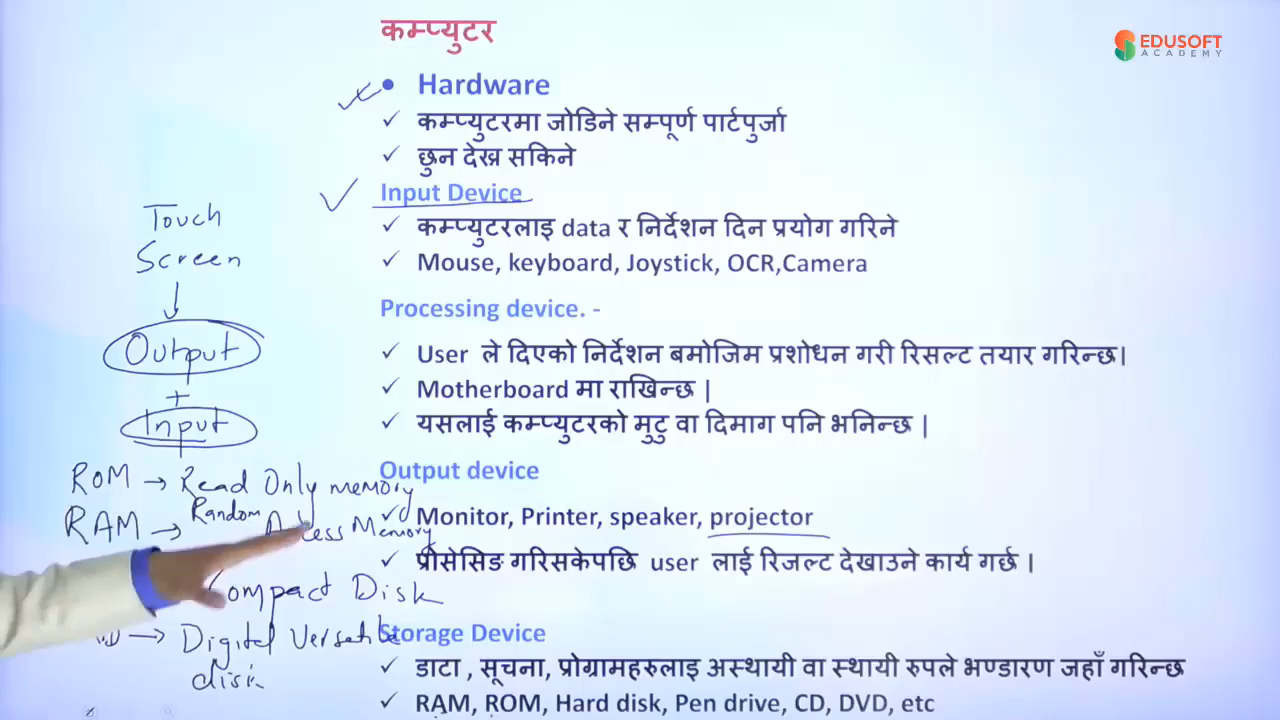 कम्प्युटर
EDUSOFT
ACADEMY
• Hardware
✓ कम्प्युटरमा जोडिने सम्पूर्ण पार्टपुर्जा
✓ छुन देख्न सकिने
Input Device
✓ कम्प्युटरलाइ data र निर्देशन दिन प्रयोग गरिने
✓ Mouse, keyboard, Joystick, OCR,Camera
Processing device. -
✓ User ले दिएको निर्देशन बमोजिम प्रशोधन गरी रिसल्ट तयार गरिन्छ।
✓ Motherboard मा राखिन्छ |
✓ यसलाई कम्प्युटरको मुटु वा दिमाग पनि भनिन्छ |
Output device
✓ Monitor, Printer, speaker, projector
✓ प्रोसेसिङ गरिसकेपछि user लाई रिजल्ट देखाउने कार्य गर्छ |
Storage Device
✓ डाटा , सूचना, प्रोग्रामहरुलाइ अस्थायी वा स्थायी रुपले भण्डारण जहाँ गरिन्छ
✓ RAM, ROM, Hard disk, Pen drive, CD, DVD, etc
Touch
Screen
↓
Output
+
Input
ROM → Read Only memory
RAM → Random Access Memory
Compact Disk
→ Digital Versatile
disk